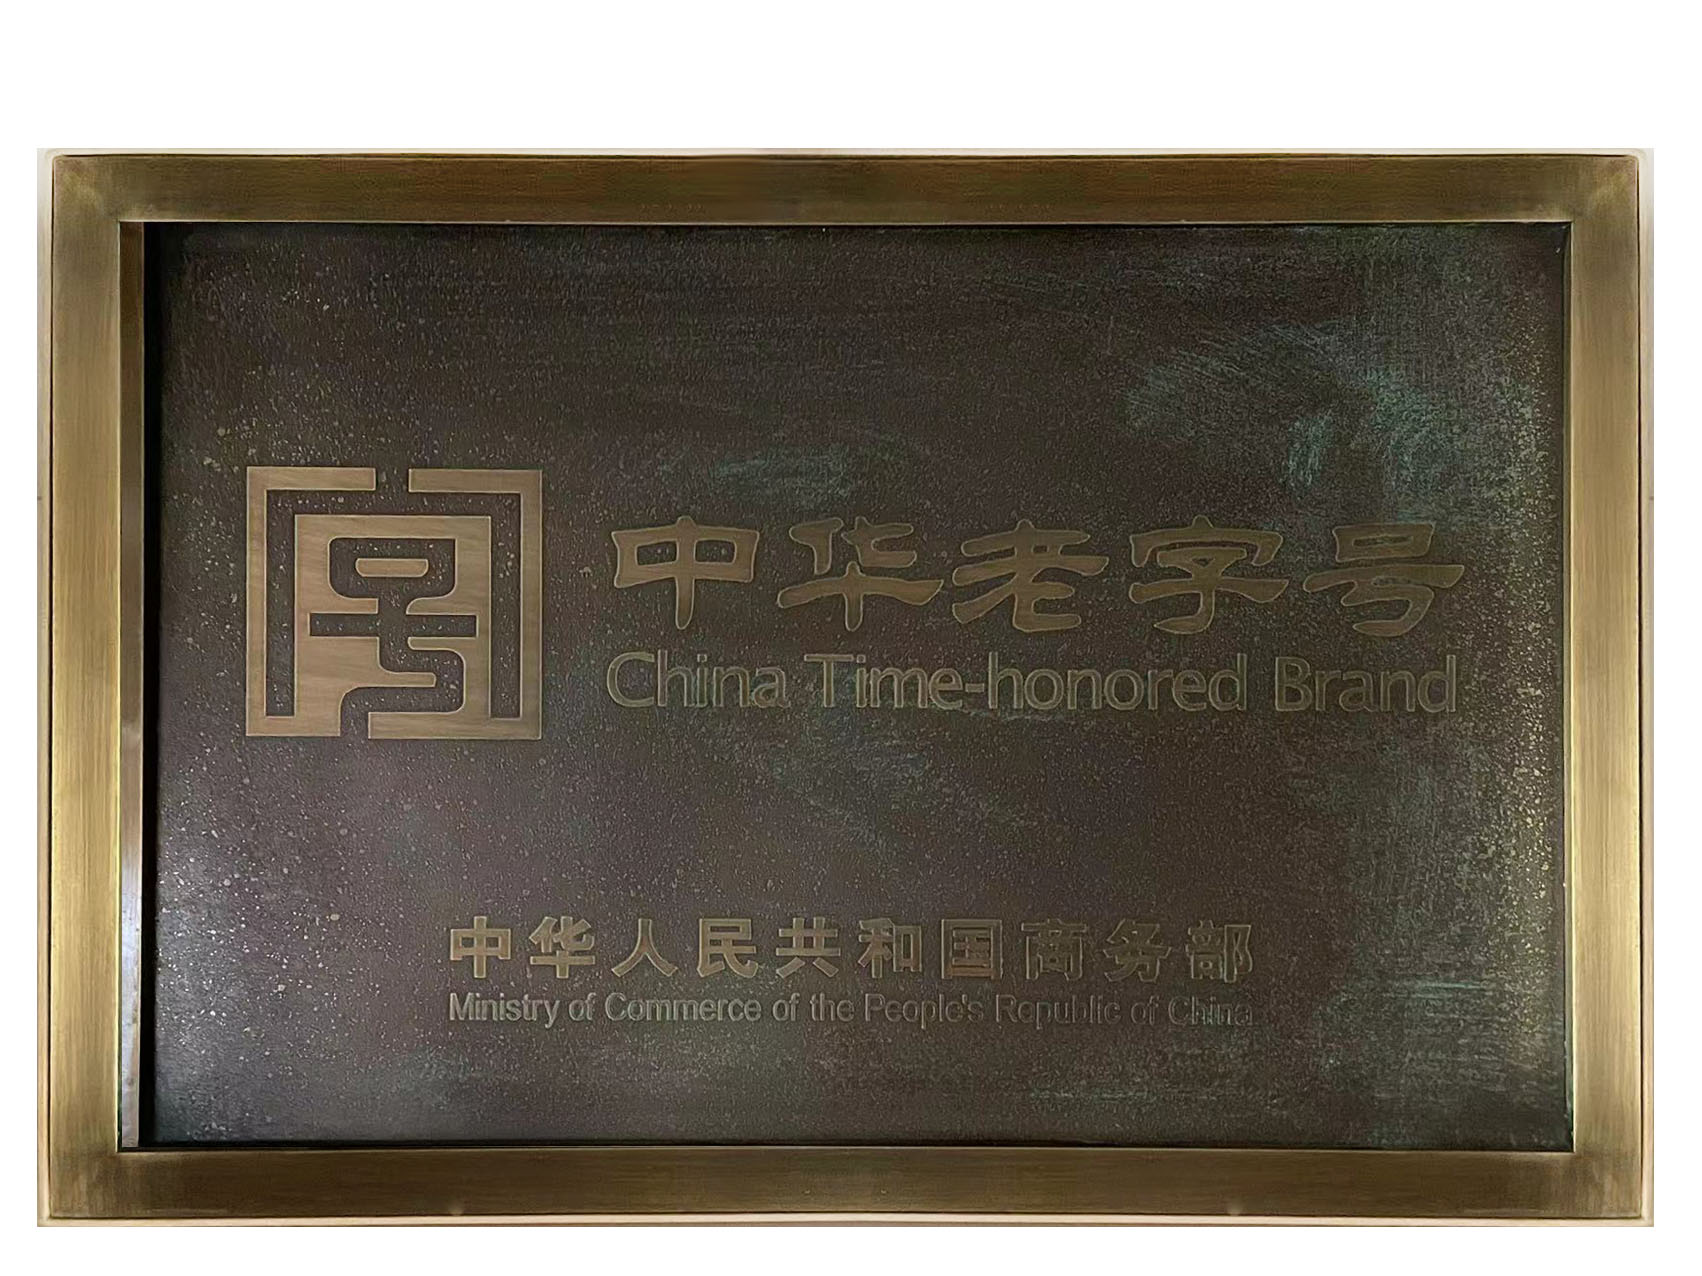 中华老字号
China Time-honored Brand
中华人民共和国商务部
Ministry of Commerce of the People's Republic of China